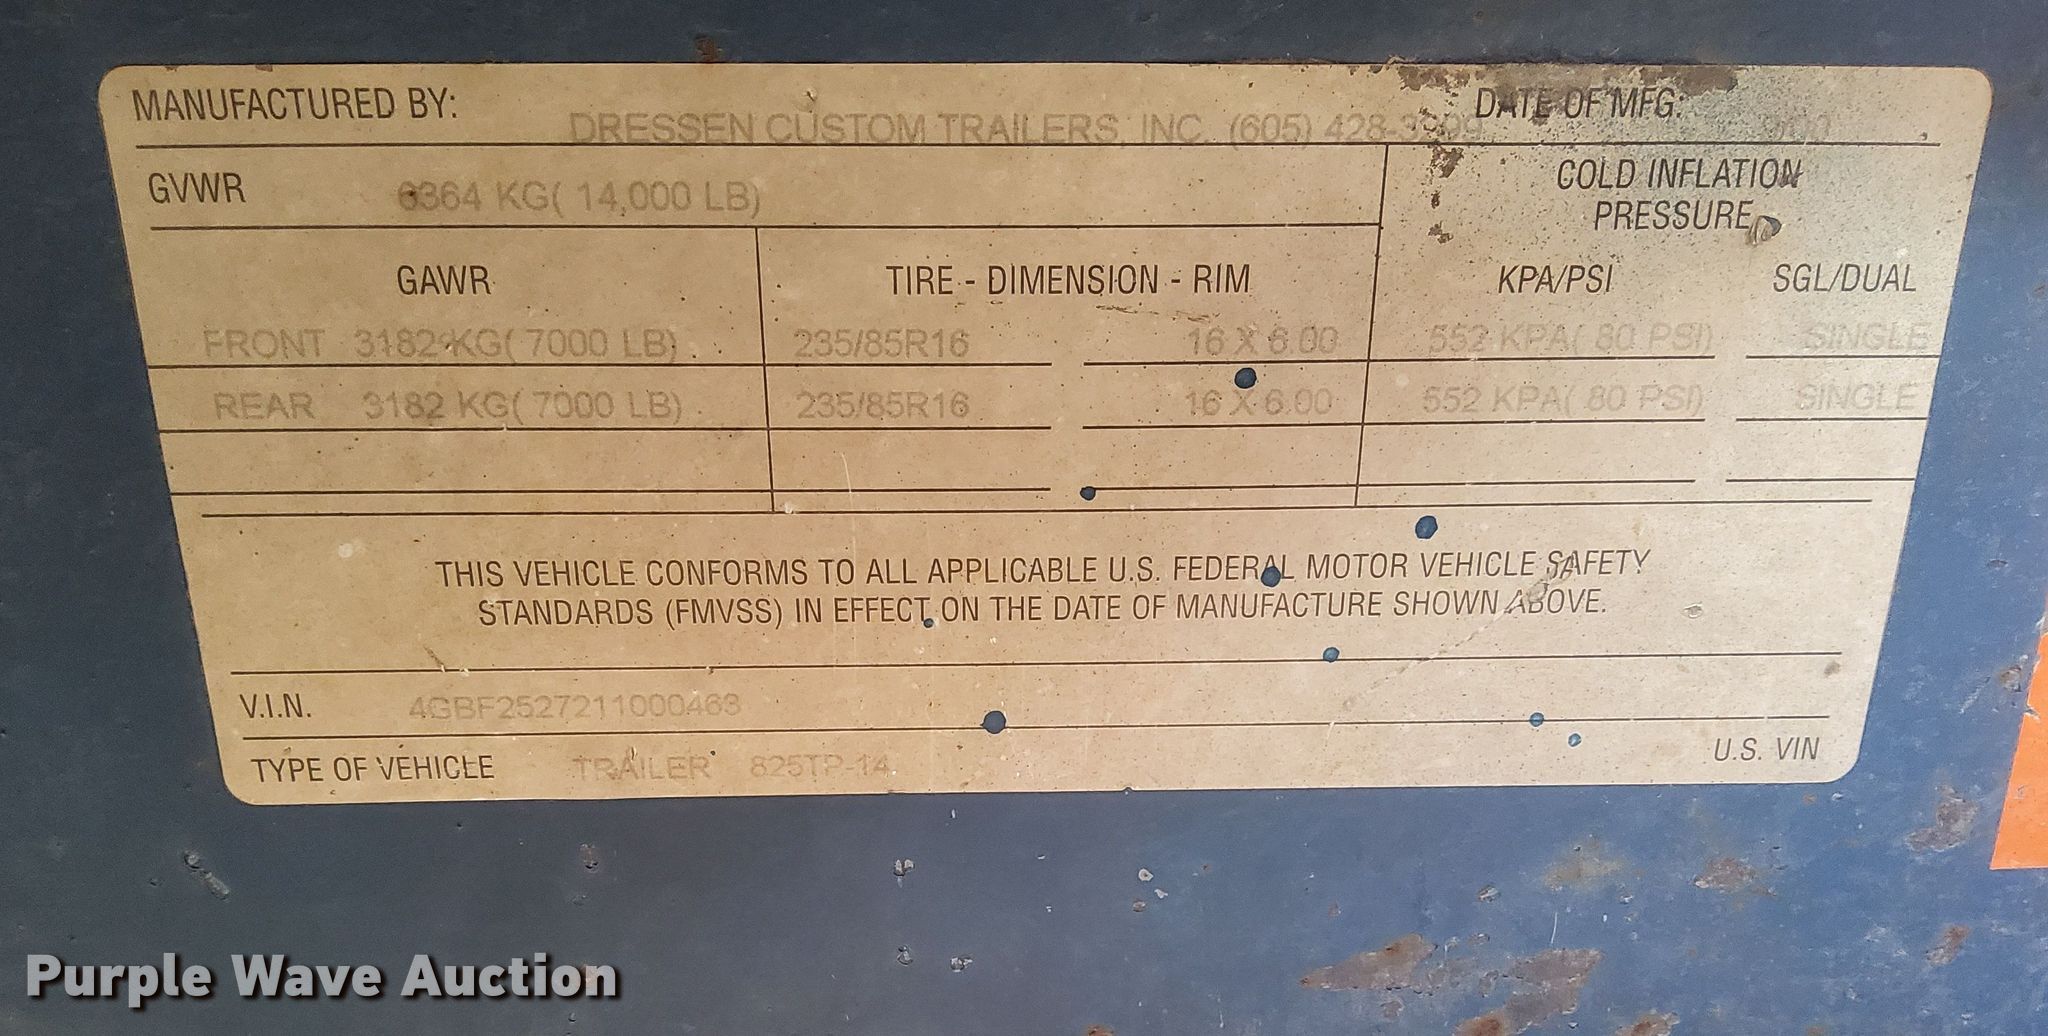 MANUFACTURED BY: DRESSEN CUSTOM TRAILERS, INC. (605) 428-3299 DATE OF MFG:
GVWR 6364 KG( 14,000 LB)
COLD INFLATION
PRESSURE
GAWR TIRE - DIMENSION - RIM KPA/PSI SGL/DUAL
FRONT 3182 KG( 7000 LB) 235/85R16 16 X 6.00 552 KPA( 80 PSI) SINGLE
REAR 3182 KG( 7000 LB) 235/85R16 16 X 6.00 552 KPA( 80 PSI) SINGLE
THIS VEHICLE CONFORMS TO ALL APPLICABLE U.S. FEDERAL MOTOR VEHICLE SAFETY
STANDARDS (FMVSS) IN EFFECT ON THE DATE OF MANUFACTURE SHOWN ABOVE.
V.I.N. 4GBF2527211000463
TYPE OF VEHICLE TRAILER 825TP-14 U.S. VIN
Purple Wave Auction